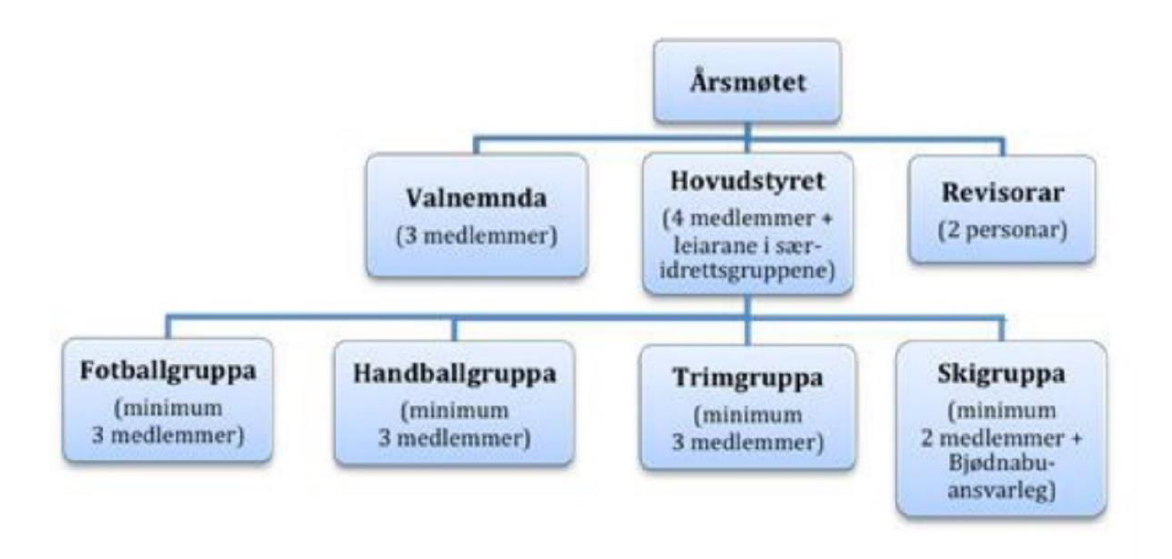 Årsmøtet
Valnemnda
(3 medlemmer)
Hovudstyret
(4 medlemmer +
leiarane i sær-
idrettsgruppene)
Revisorar
(2 personar)
Fotballgruppa
(minimum
3 medlemmer)
Handballgruppa
(minimum
3 medlemmer)
Trimgruppa
(minimum
3 medlemmer)
Skigruppa
(minimum
2 medlemmer +
Bjødnabu-
ansvarleg)